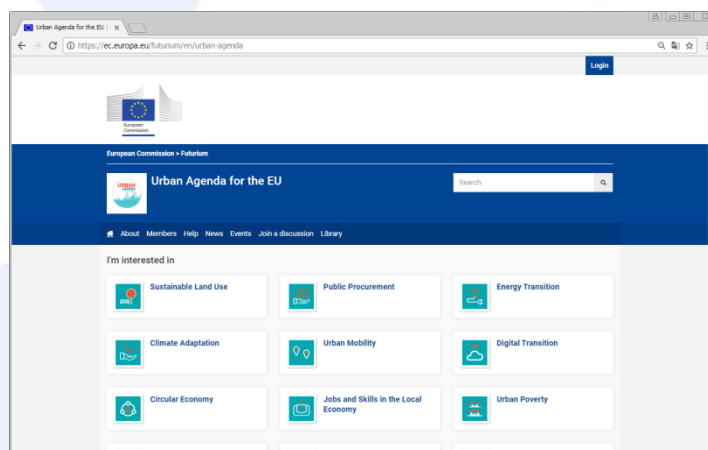 Urban Agenda for the EU |
https://ec.europa.eu/futurium/en/urban-agenda
Login
European
Commission
European Commission > Futurium
URBAN
AGENDA
Urban Agenda for the EU
Search
About Members Help News Events Join a discussion Library
I'm interested in
Sustainable Land Use
Public Procurement
Energy Transition
Climate Adaptation
Urban Mobility
Digital Transition
Circular Economy
Jobs and Skills in the Local
Economy
Urban Poverty